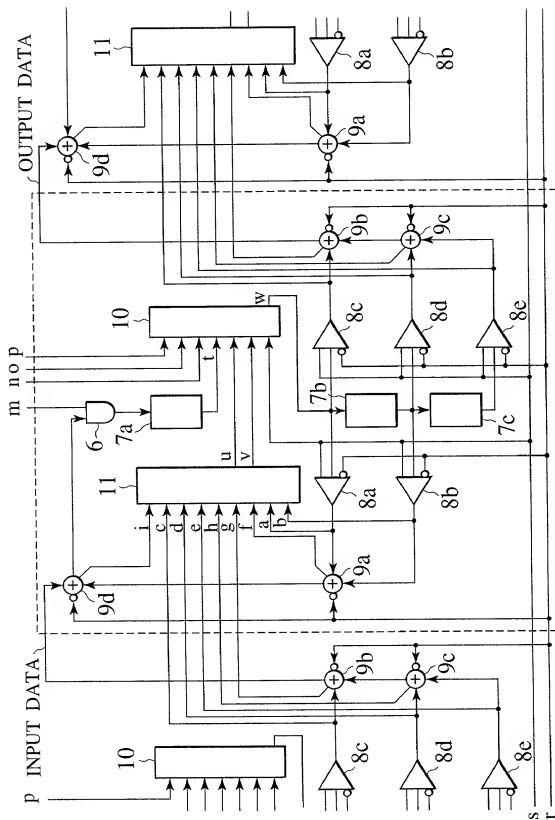 OUTPUT DATA
11
9d
8a
8b
9a
9b
9c
10
w
8c
8d
8e
m
n
o
p
t
6
7a
7b
7c
11
u
v
i
c
d
e
h
g
f
a
b
8a
8b
9d
9a
p
INPUT DATA
10
9b
9c
8c
8d
8e
s
r